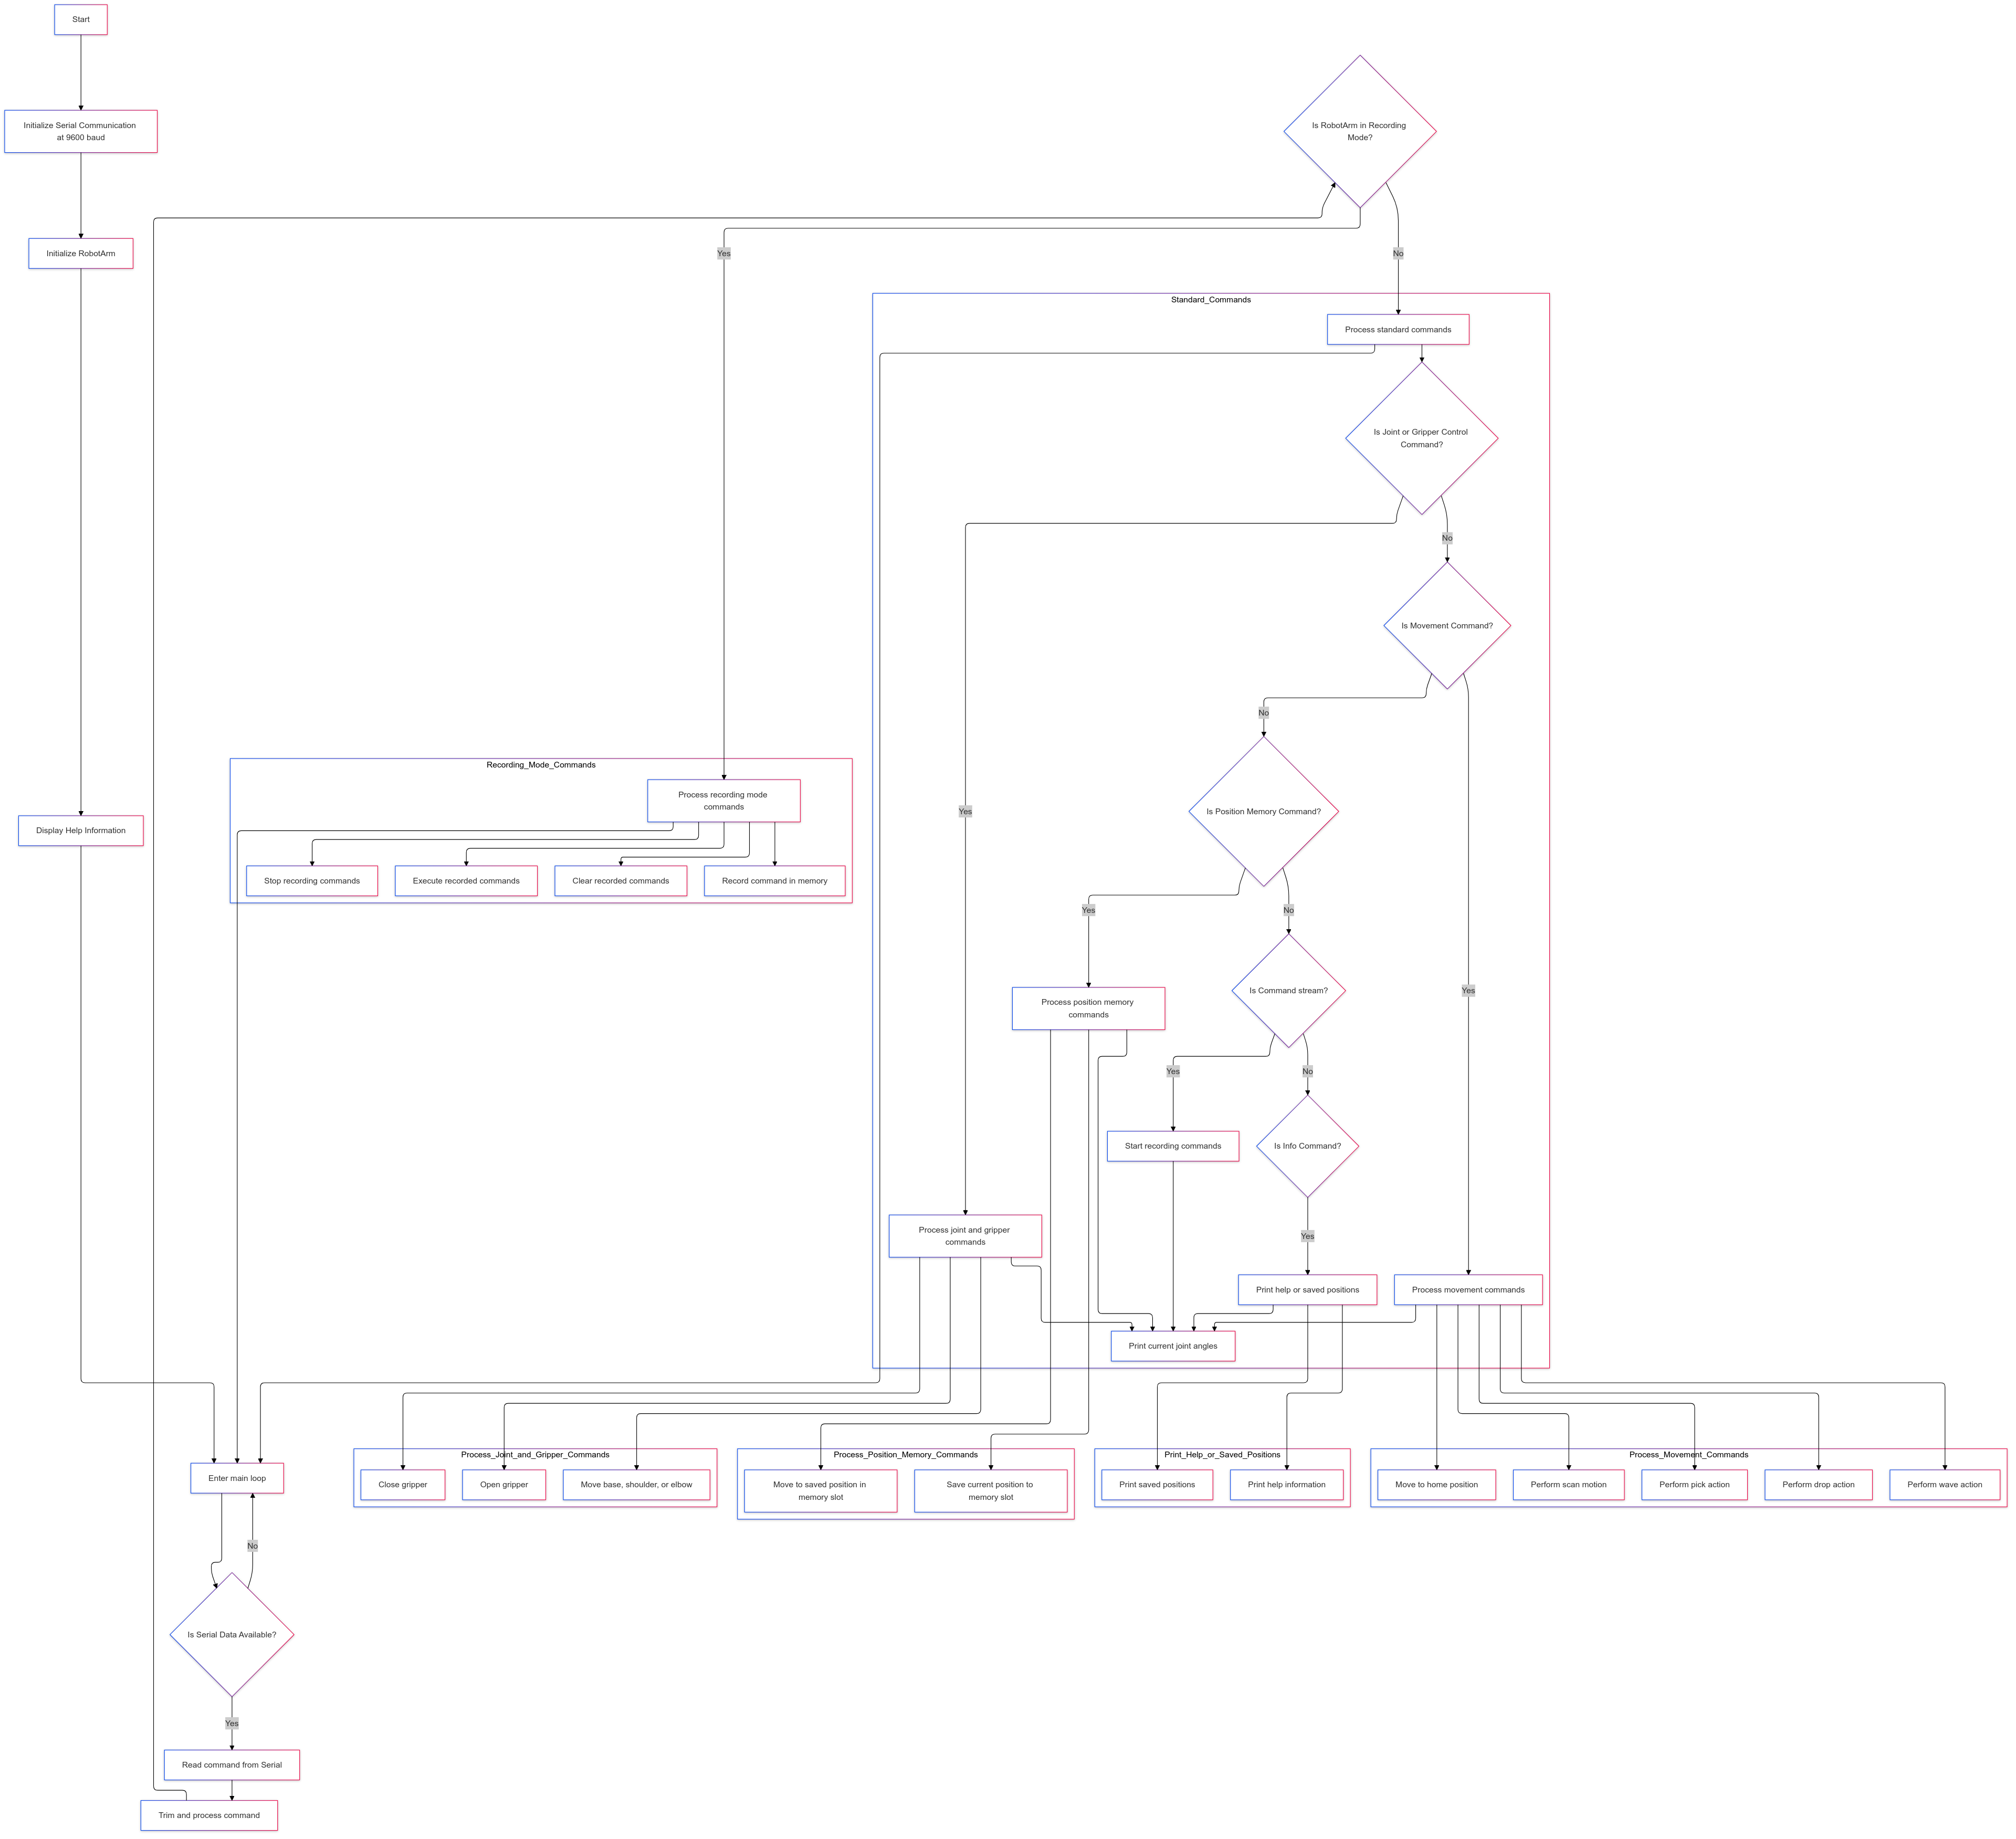 Start
Initialize Serial Communication
at 9600 baud
Is RobotArm in Recording
Mode?
Initialize RobotArm
Yes
No
Standard_Commands
Process standard commands
Is Joint or Gripper Control
Command?
No
Is Movement Command?
No
Recording_Mode_Commands
Process recording mode
commands
Yes
Is Position Memory Command?
Display Help Information
Stop recording commands
Execute recorded commands
Clear recorded commands
Record command in memory
Yes
No
Is Command stream?
Yes
Process position memory
commands
Yes
No
Start recording commands
Is Info Command?
Process joint and gripper
commands
Yes
Print help or saved positions
Process movement commands
Print current joint angles
Process_Joint_and_Gripper_Commands
Process_Position_Memory_Commands
Print_Help_or_Saved_Positions
Process_Movement_Commands
Enter main loop
Close gripper
Open gripper
Move base, shoulder, or elbow
Move to saved position in
memory slot
Save current position to
memory slot
Print saved positions
Print help information
Move to home position
Perform scan motion
Perform pick action
Perform drop action
Perform wave action
No
Is Serial Data Available?
Yes
Read command from Serial
Trim and process command